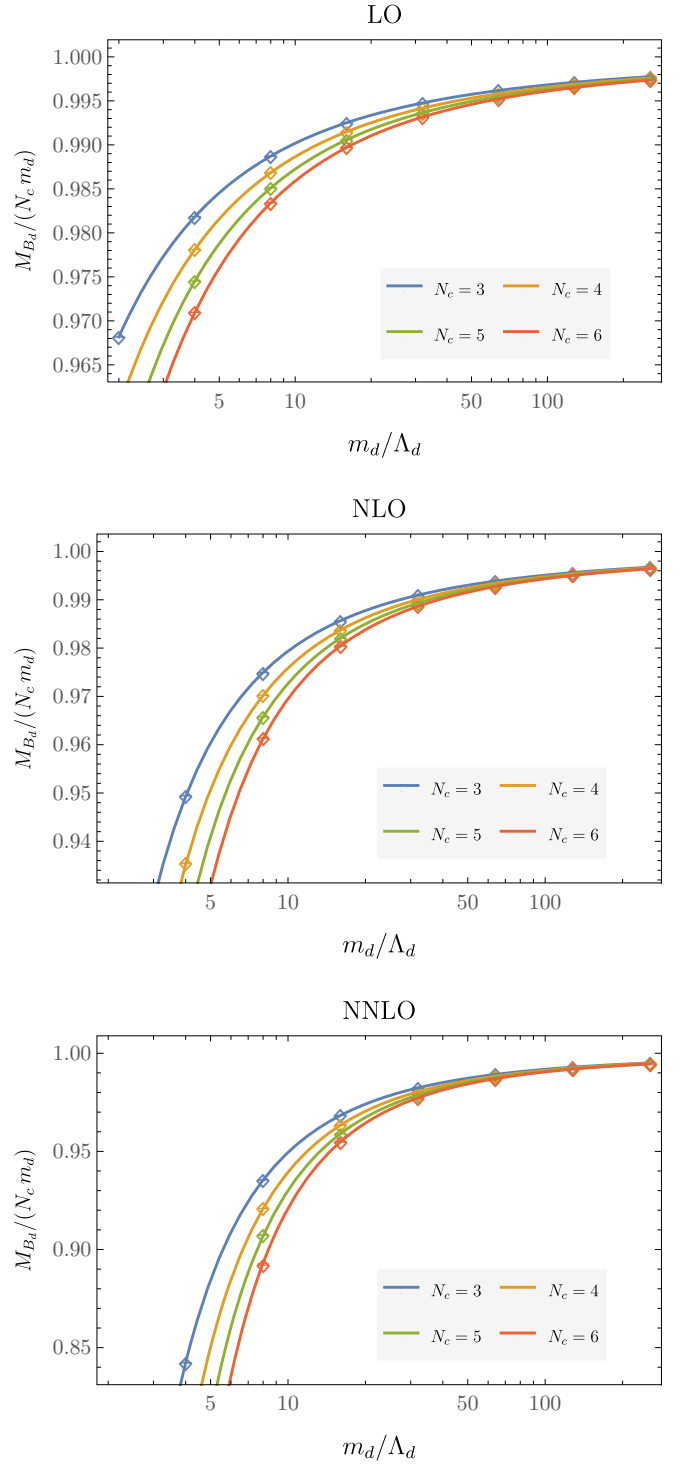 LO
1.000
0.995
0.990
0.985
0.980
0.975
0.970
0.965
M_{B_d}/(N_c m_d)
N_c = 3 N_c = 4
N_c = 5 N_c = 6
5 10 50 100
m_d/Λ_d
NLO
1.00
0.99
0.98
0.97
0.96
0.95
0.94
M_{B_d}/(N_c m_d)
N_c = 3 N_c = 4
N_c = 5 N_c = 6
5 10 50 100
m_d/Λ_d
NNLO
1.00
0.95
0.90
0.85
M_{B_d}/(N_c m_d)
N_c = 3 N_c = 4
N_c = 5 N_c = 6
5 10 50 100
m_d/Λ_d